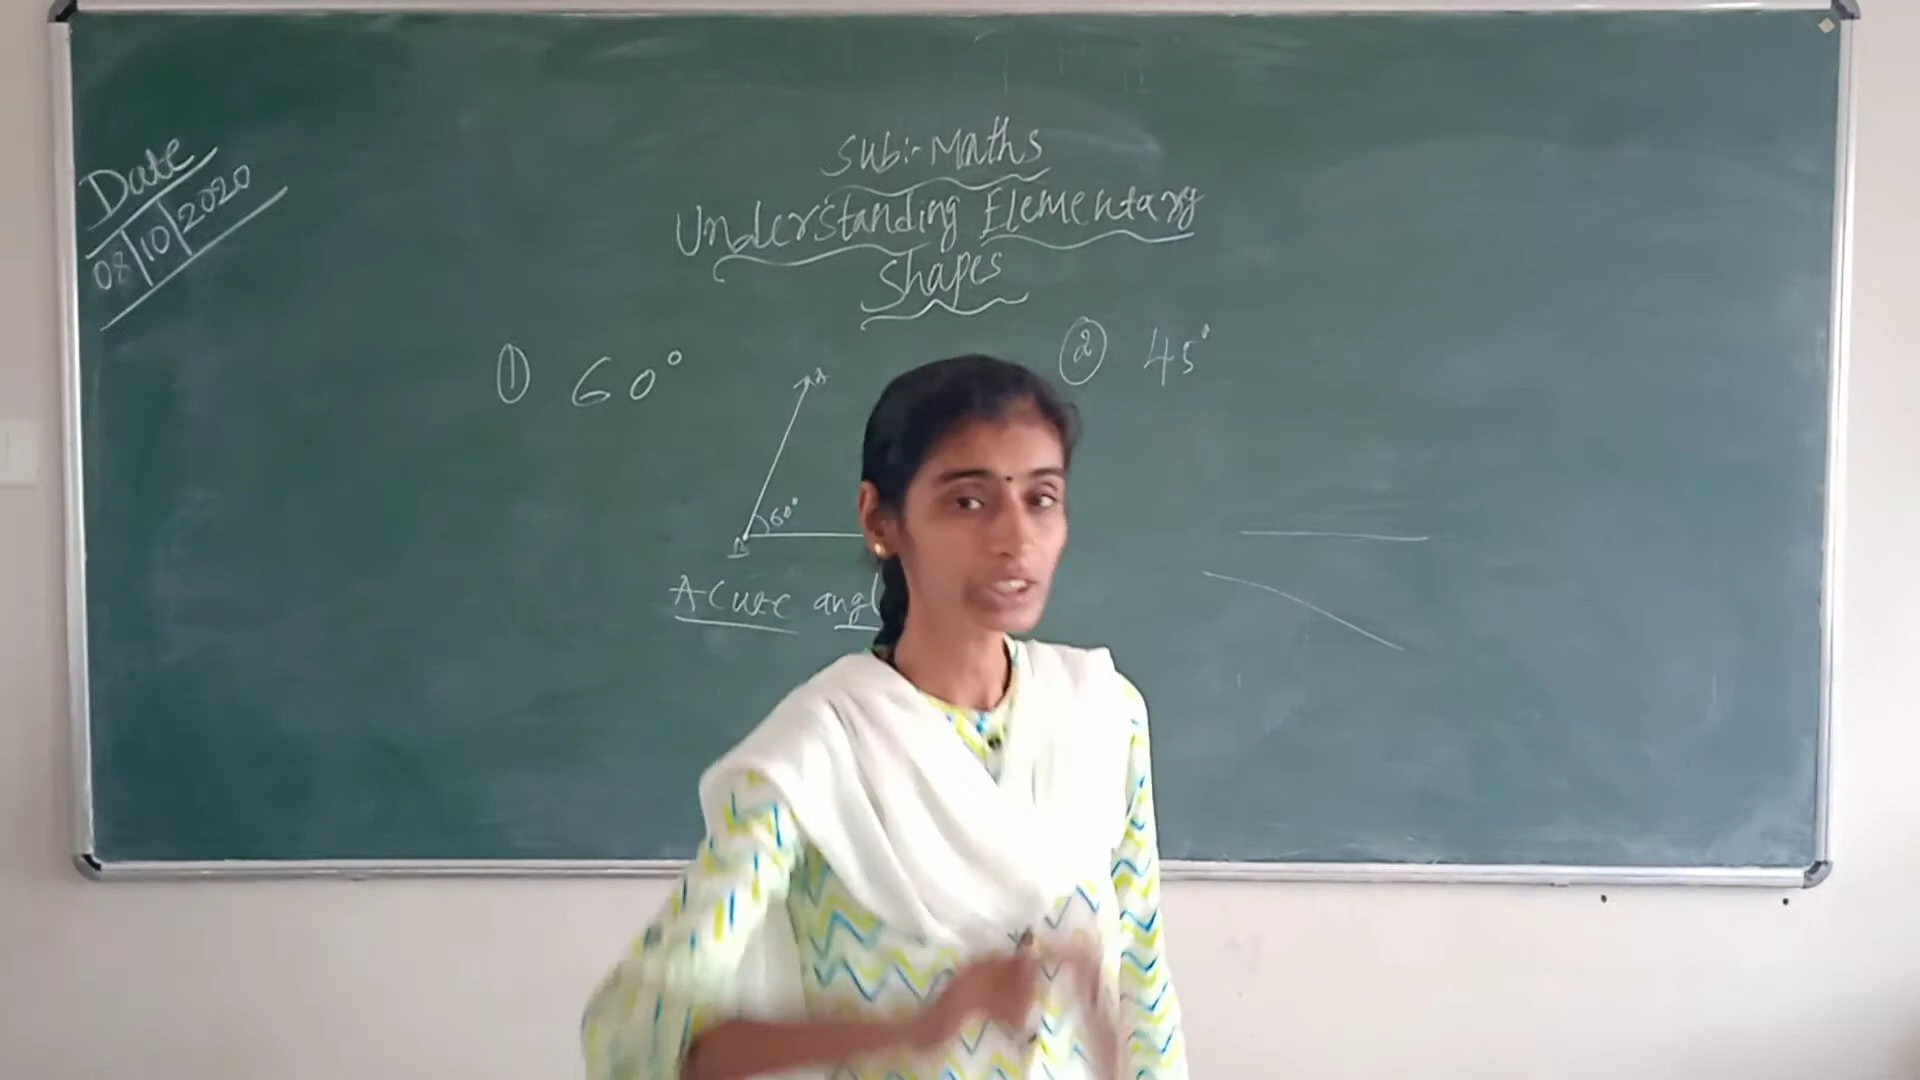 Date
08/10/2020
Sub:- Maths
Understanding Elementary
Shapes
① 60°
② 45°
A
60°
B
Acute angl